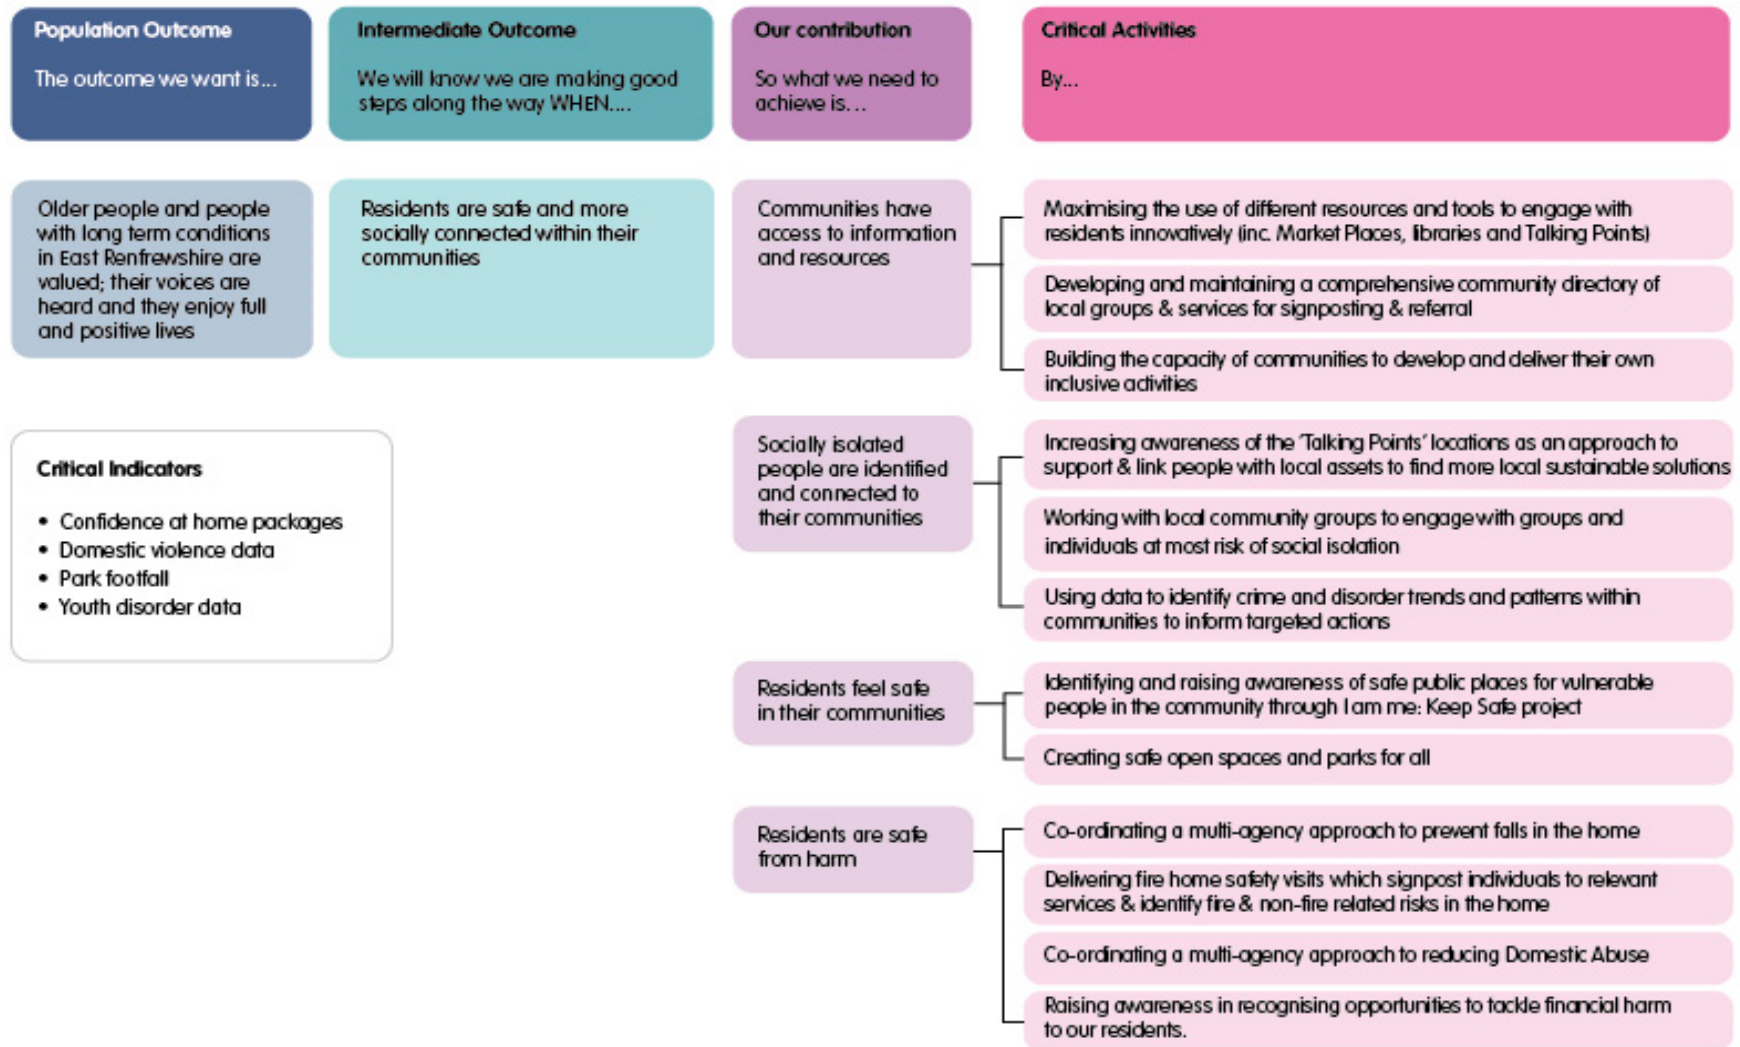 Population Outcome
The outcome we want is...
Intermediate Outcome
We will know we are making good
steps along the way WHEN....
Our contribution
So what we need to
achieve is...
Critical Activities
By...
Older people and people
with long term conditions
in East Renfrewshire are
valued; their voices are
heard and they enjoy full
and positive lives
Residents are safe and more
socially connected within their
communities
Communities have
access to information
and resources
Maximising the use of different resources and tools to engage with
residents innovatively (inc. Market Places, libraries and Talking Points)
Developing and maintaining a comprehensive community directory of
local groups & services for signposting & referral
Building the capacity of communities to develop and deliver their own
inclusive activities
Critical Indicators
• Confidence at home packages
• Domestic violence data
• Park footfall
• Youth disorder data
Socially isolated
people are identified
and connected to
their communities
Increasing awareness of the 'Talking Points' locations as an approach to
support & link people with local assets to find more local sustainable solutions
Working with local community groups to engage with groups and
individuals at most risk of social isolation
Using data to identify crime and disorder trends and patterns within
communities to inform targeted actions
Residents feel safe
in their communities
Identifying and raising awareness of safe public places for vulnerable
people in the community through I am me: Keep Safe project
Creating safe open spaces and parks for all
Residents are safe
from harm
Co-ordinating a multi-agency approach to prevent falls in the home
Delivering fire home safety visits which signpost individuals to relevant
services & identify fire & non-fire related risks in the home
Co-ordinating a multi-agency approach to reducing Domestic Abuse
Raising awareness in recognising opportunities to tackle financial harm
to our residents.